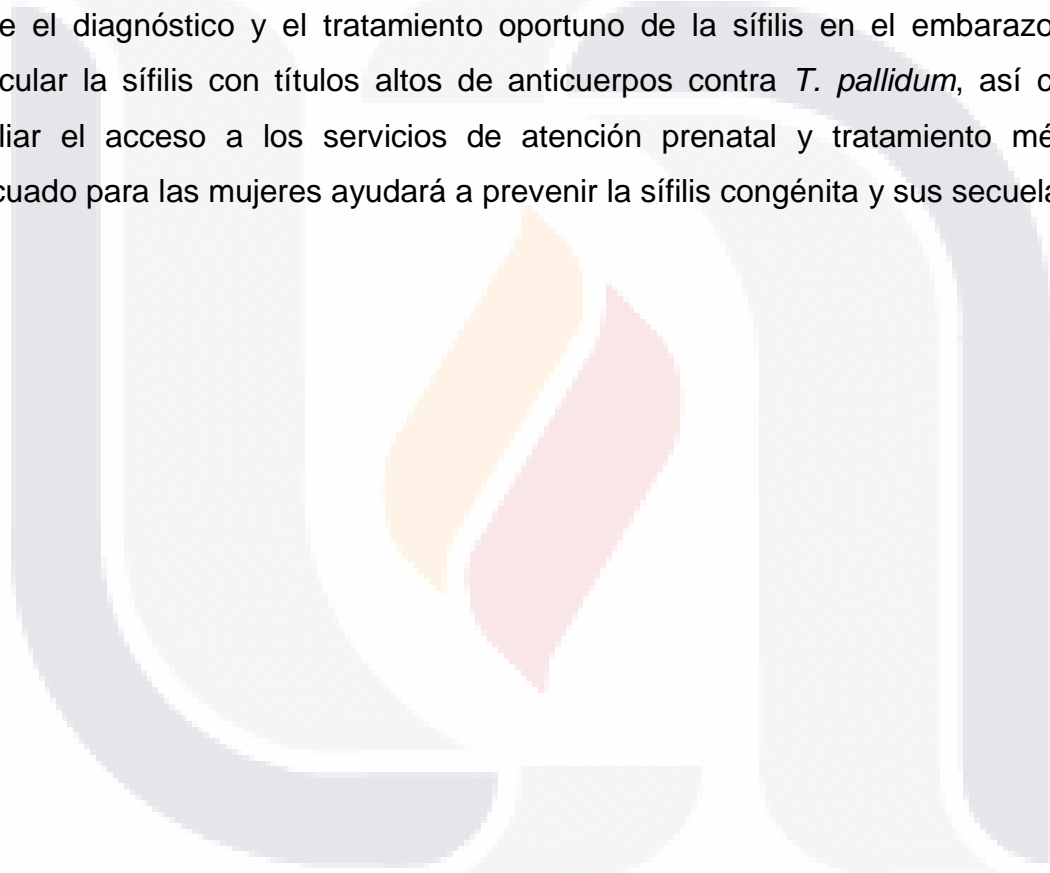 e el diagnóstico y el tratamiento oportuno de la sífilis en el embarazo
cular la sífilis con títulos altos de anticuerpos contra T. pallidum, así
liar el acceso a los servicios de atención prenatal y tratamiento
cuado para las mujeres ayudará a prevenir la sífilis congénita y sus